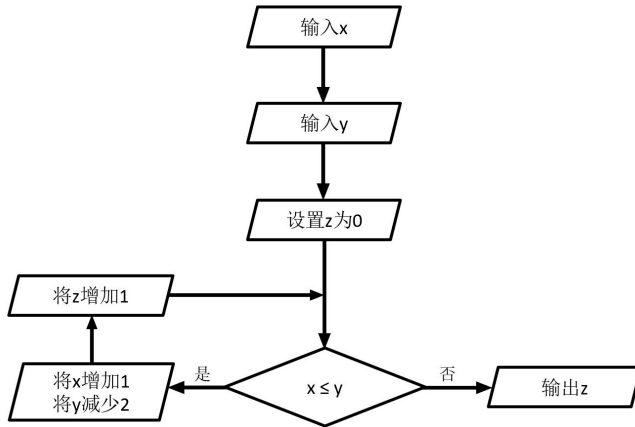 输入x
输入y
设置z为0
将z增加1
将x增加1
将y减少2
是
x ≤ y
否
输出z